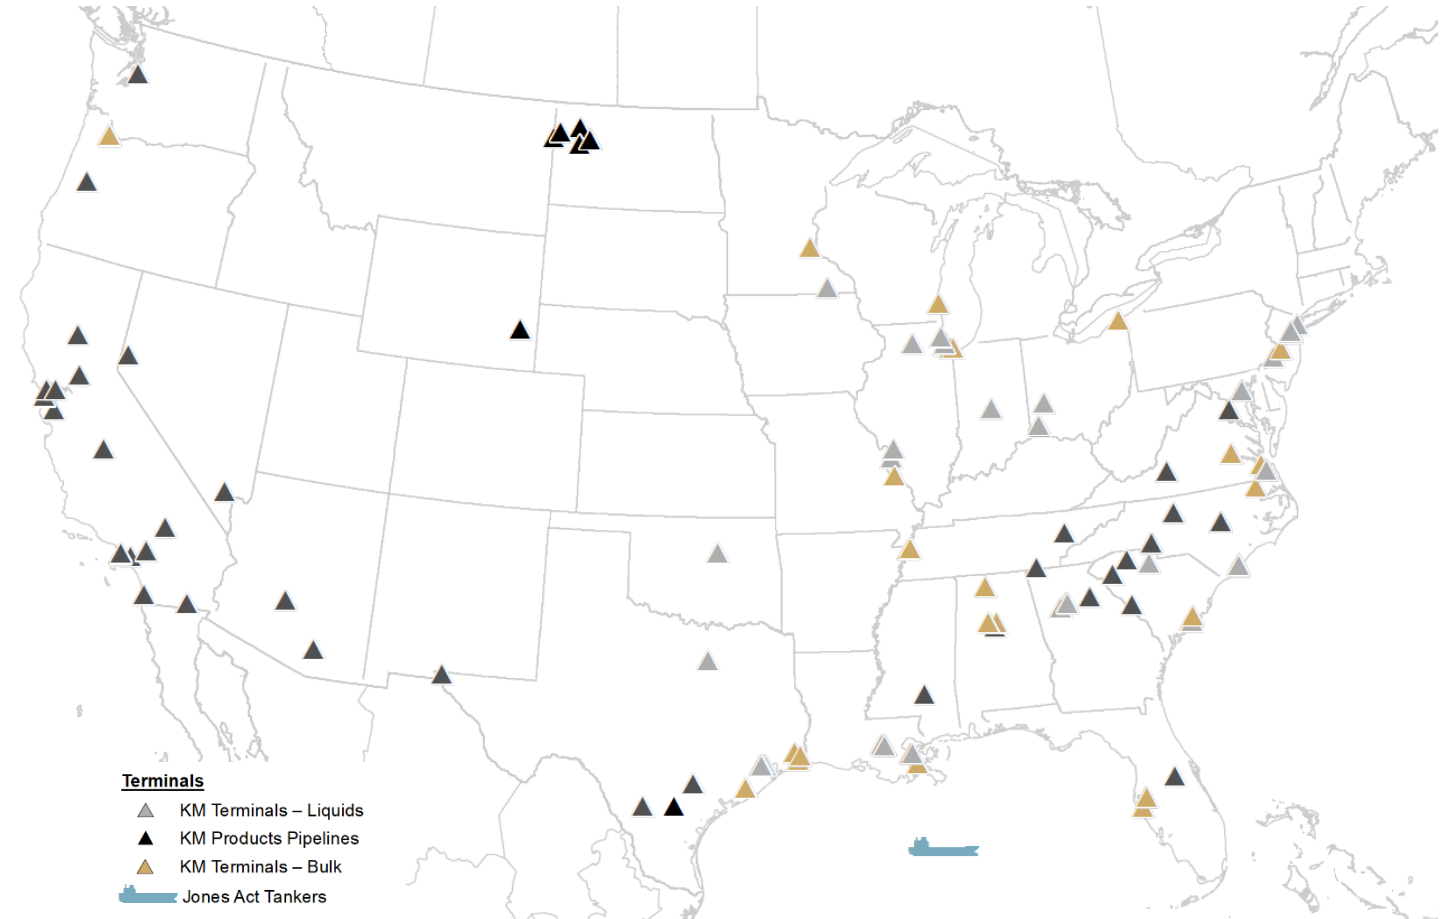 Terminals
KM Terminals – Liquids
KM Products Pipelines
KM Terminals – Bulk
Jones Act Tankers